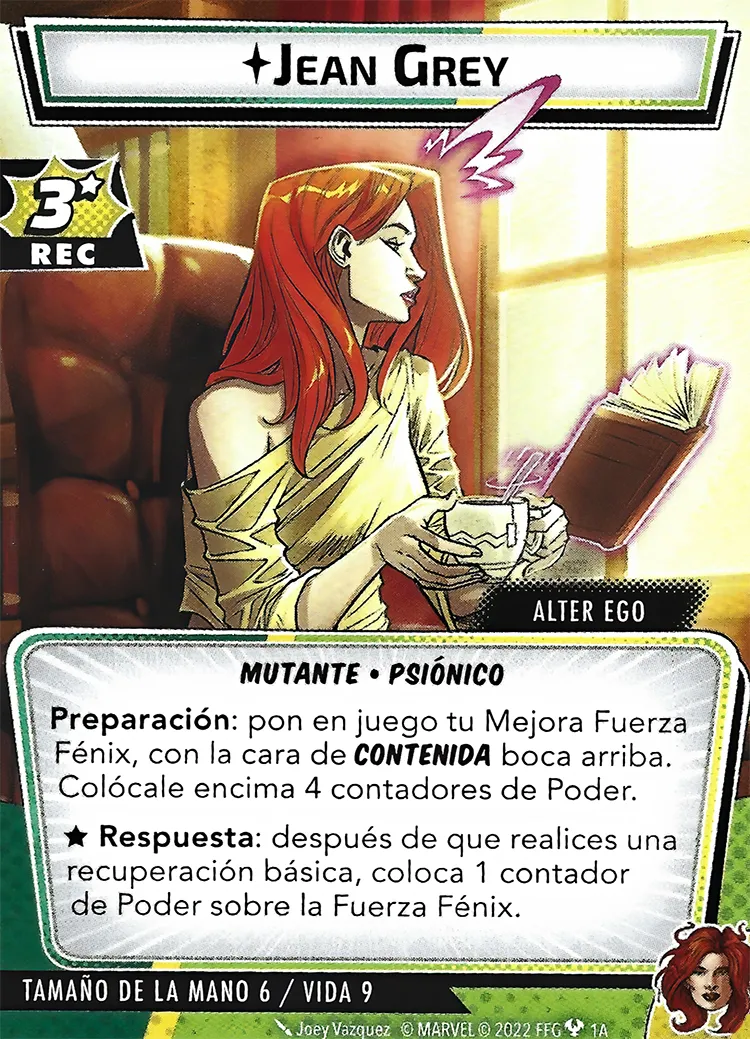 JEAN GREY
3
REC
ALTER EGO
MUTANTE • PSIÓNICO
Preparación: pon en juego tu Mejora Fuerza
Fénix, con la cara de CONTENIDA boca arriba.
Colócale encima 4 contadores de Poder.
★ Respuesta: después de que realices una
recuperación básica, coloca 1 contador
de Poder sobre la Fuerza Fénix.
TAMAÑO DE LA MANO 6 / VIDA 9
Joey Vazquez © MARVEL © 2022 FFG 1A